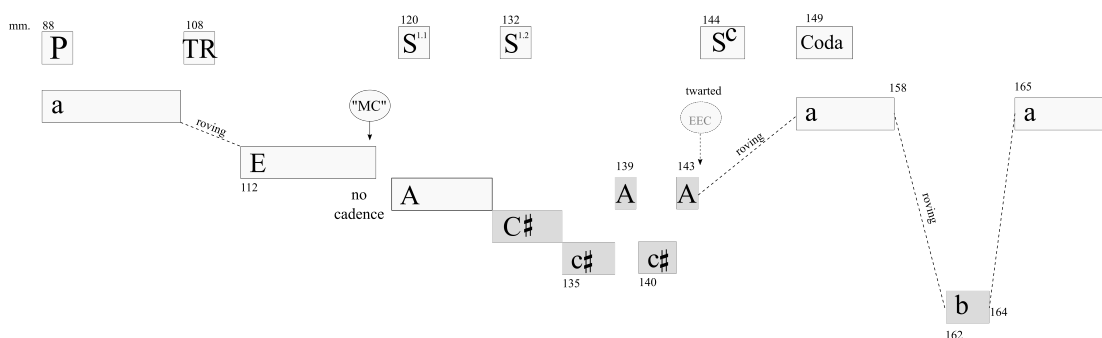 mm. 88 108 120 132 144 149
P TR S1.1 S1.2 Sc Coda
a roving "MC" twarted EEC roving a 158 165 a
E
112
no cadence
A
139 143
A A
C♯
c♯ c♯
135 140
roving
b 164
162